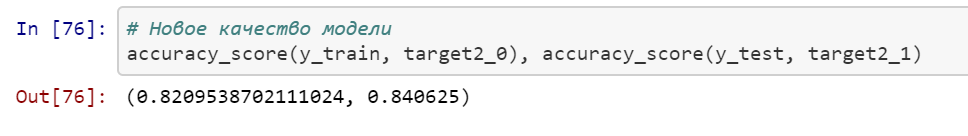 In [76]: # Новое качество модели
accuracy_score(y_train, target2_0), accuracy_score(y_test, target2_1)
Out[76]: (0.8209538702111024, 0.840625)